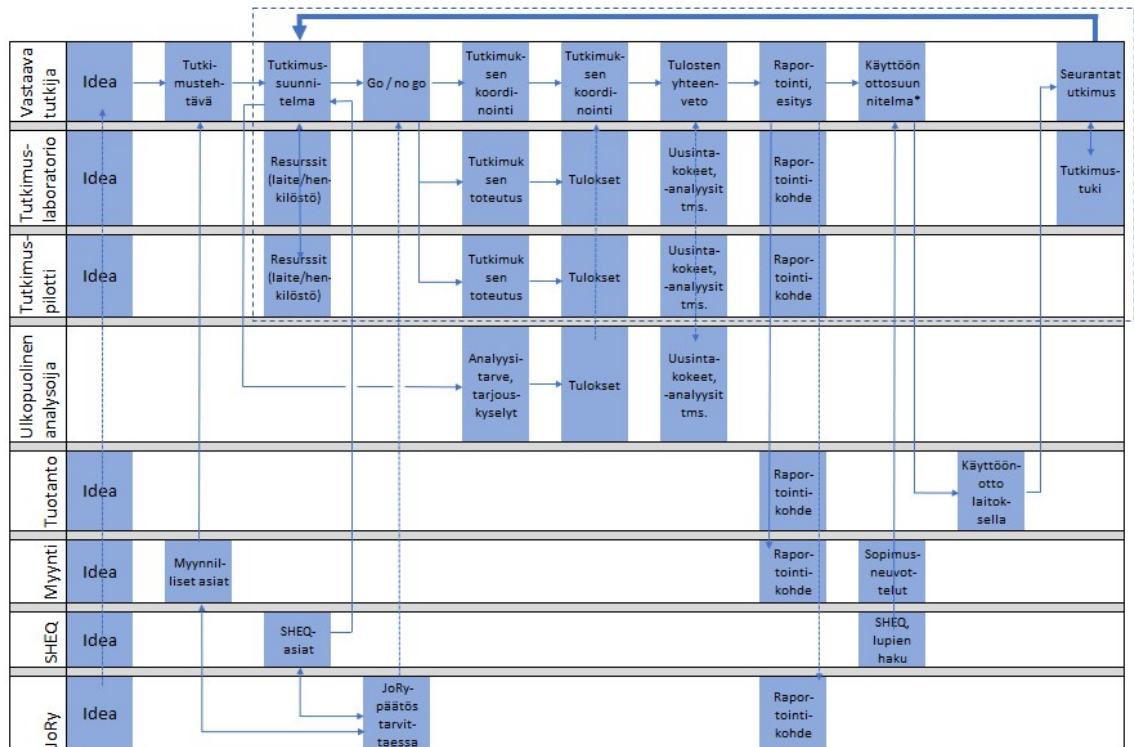 Vastaava
tutkija
Idea
Tutki-
musteh-
tävä
Tutkimus-
suunni-
telma
Go / no go
Tutkimuk-
sen
koordi-
nointi
Tutkimuk-
sen
koordi-
nointi
Tulosten
yhteen-
veto
Rapor-
tointi,
esitys
Käyttöön
ottosuun
nitelma*
Seurantat
utkimus
Tutkimus-
laboratorio
Idea
Resurssit
(laite/hen-
kilöstö)
Tutkimuk
sen
toteutus
Tulokset
Uusinta-
kokeet,
-analyysit
tms.
Rapor-
tointi-
kohde
Tutkimus-
tuki
Tutkimus-
pilotti
Idea
Resurssit
(laite/hen-
kilöstö)
Tutkimuk
sen
toteutus
Tulokset
Uusinta-
kokeet,
-analyysit
tms.
Rapor-
tointi-
kohde
Ulkopuolinen
analysoija
Analyysi-
tarve,
tarjous-
kyselyt
Tulokset
Uusinta-
kokeet,
-analyysit
tms.
Tuotanto
Idea
Rapor-
tointi-
kohde
Käyttöön-
otto
laitok-
sella
Myynti
Idea
Myynnil-
liset asiat
Rapor-
tointi-
kohde
Sopimus-
neuvot-
telut
SHEQ
Idea
SHEQ-
asiat
SHEQ,
lupien
haku
JoRy
Idea
JoRy-
päätös
tarvit-
taessa
Rapor-
tointi-
kohde